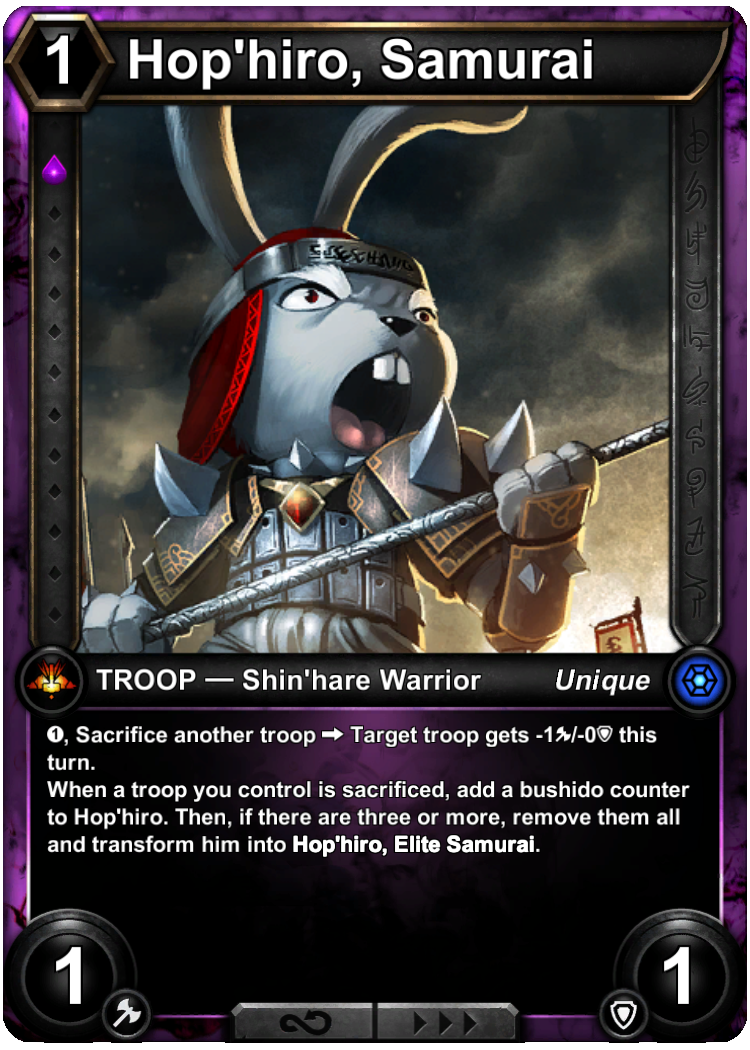 1
Hop'hiro, Samurai
TROOP — Shin'hare Warrior Unique
❶, Sacrifice another troop ➞ Target troop gets -1/-0 this
turn.
When a troop you control is sacrificed, add a bushido counter
to Hop'hiro. Then, if there are three or more, remove them all
and transform him into Hop'hiro, Elite Samurai.
1
1